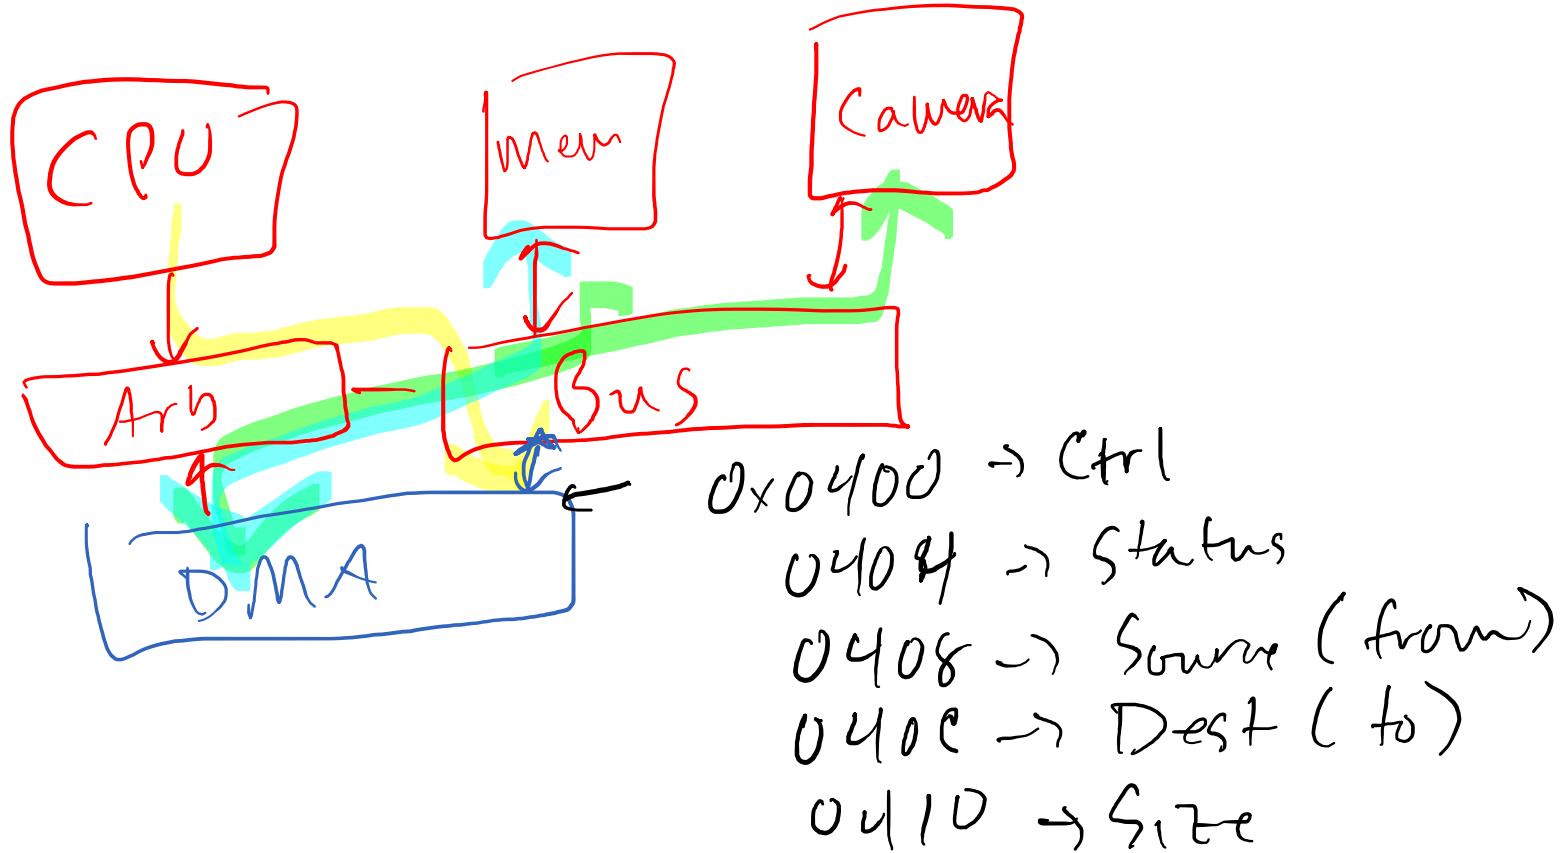 CPU
Mem
Camera
Arb
Bus
DMA
0x0400 → Ctrl
0404 → Status
0408 → Source (from)
040C → Dest (to)
0410 → Size